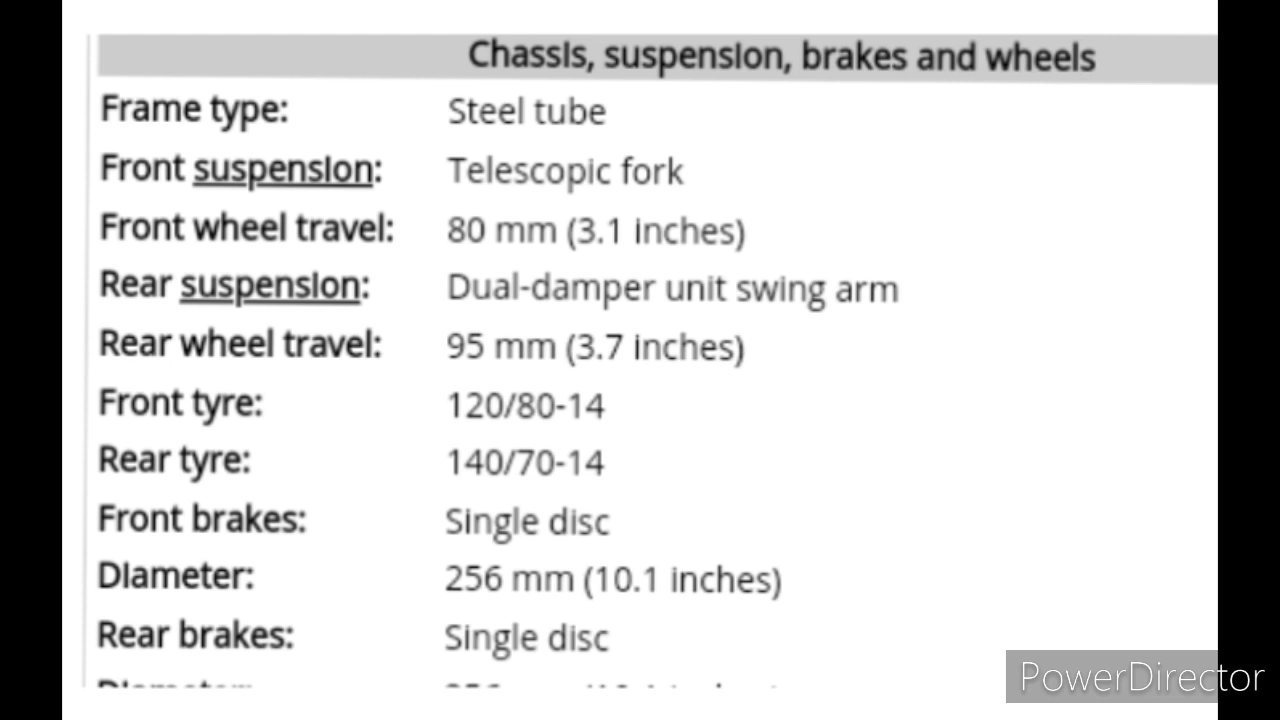 Chassis, suspension, brakes and wheels
Frame type: Steel tube
Front suspension: Telescopic fork
Front wheel travel: 80 mm (3.1 inches)
Rear suspension: Dual-damper unit swing arm
Rear wheel travel: 95 mm (3.7 inches)
Front tyre: 120/80-14
Rear tyre: 140/70-14
Front brakes: Single disc
Diameter: 256 mm (10.1 inches)
Rear brakes: Single disc
PowerDirector